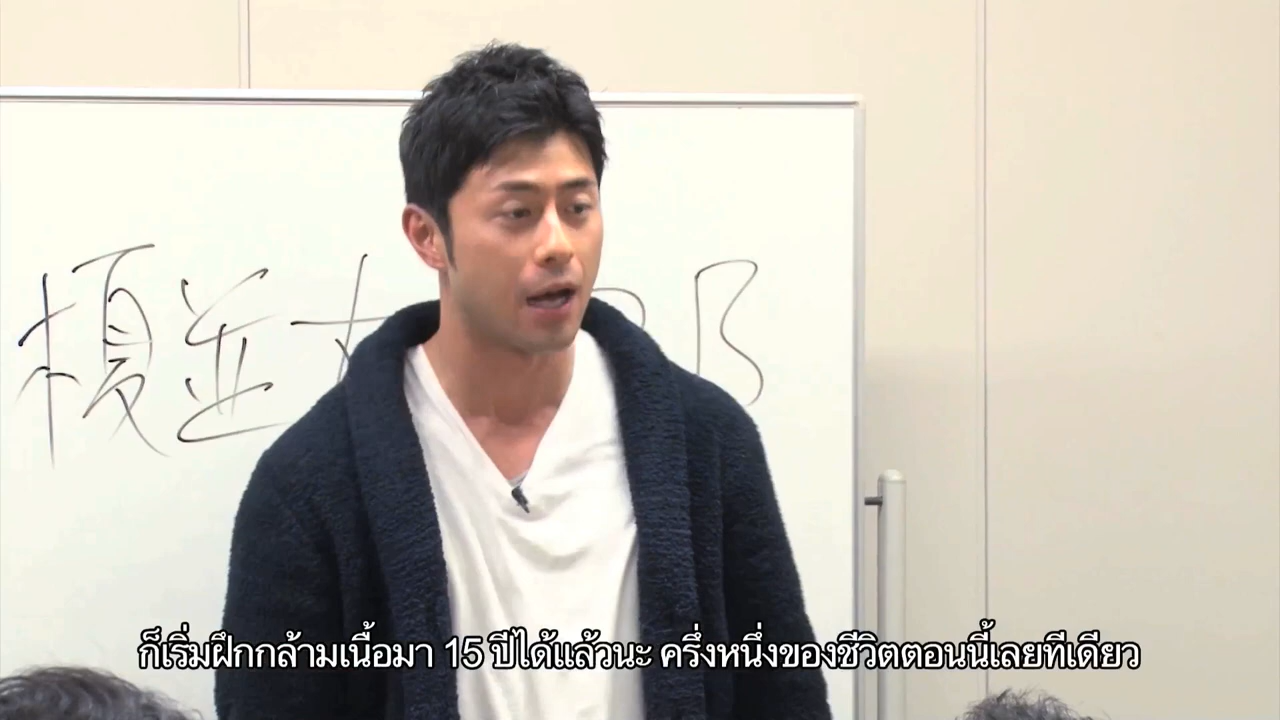 榎並大 B
ก็เริ่มฝึกกล้ามเนื้อมา 15 ปีได้แล้วนะ ครึ่งหนึ่งของชีวิตตอนนี้เลยทีเดียว